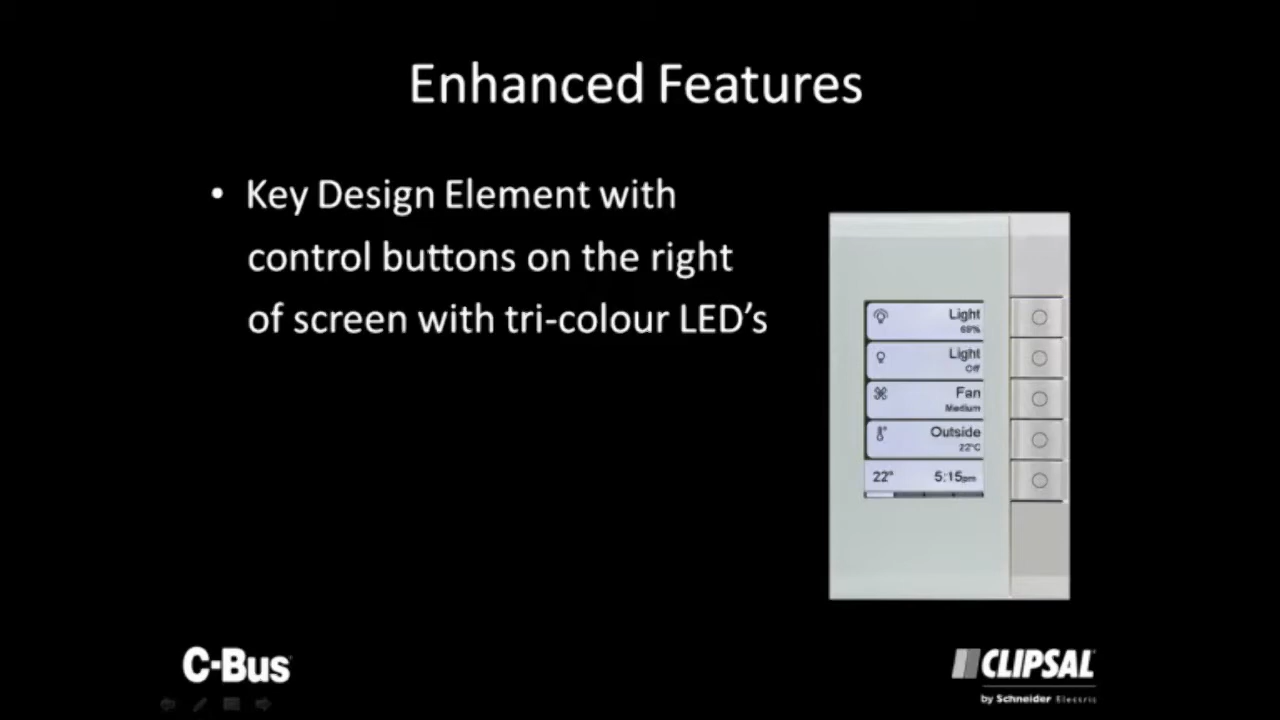 Enhanced Features
• Key Design Element with
control buttons on the right
of screen with tri-colour LED’s
Light
69%
Light
Off
Fan
Medium
Outside
22°C
22° 5:15pm
C-Bus
CLIPSAL
by Schneider Electric